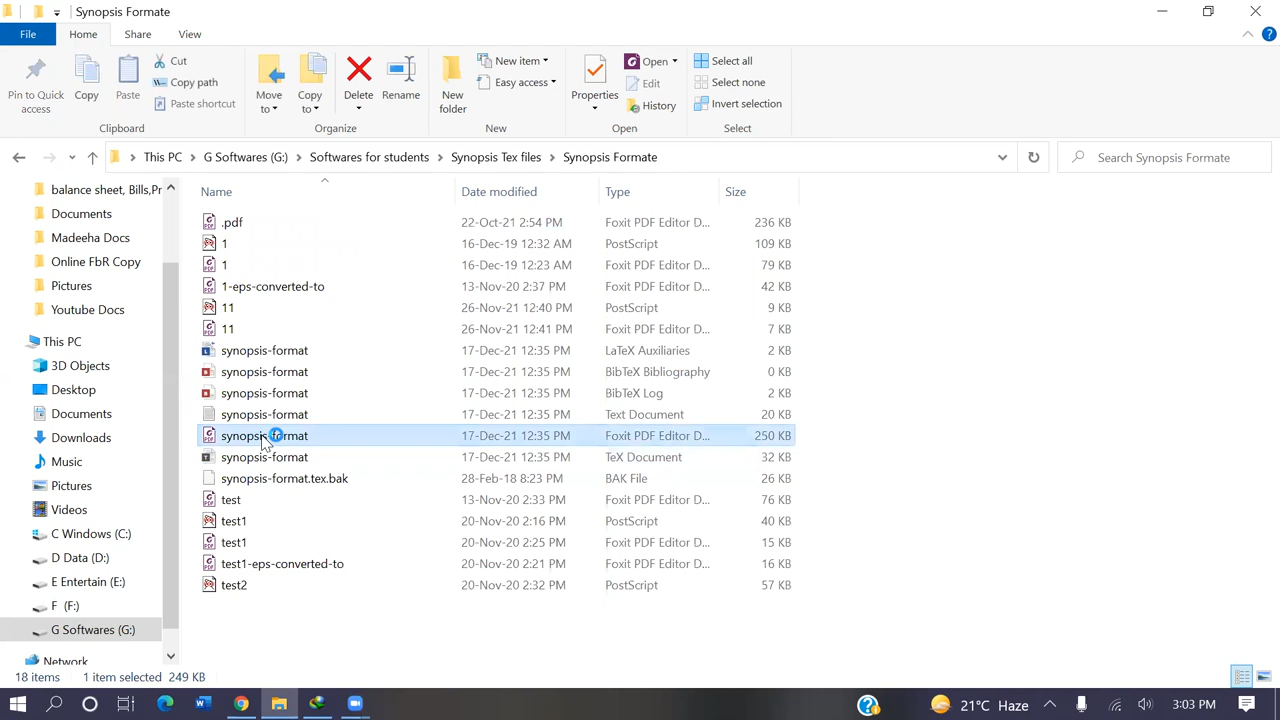 Synopsis Formate
File Home Share View
Pin to Quick access
Copy
Paste
Cut
Copy path
Paste shortcut
Clipboard
Move to
Copy to
Delete
Rename
Organize
New folder
New item
Easy access
New
Properties
Open
Edit
History
Open
Select all
Select none
Invert selection
Select
This PC > G Softwares (G:) > Softwares for students > Synopsis Tex files > Synopsis Formate
Search Synopsis Formate
balance sheet, Bills,Pr
Documents
Madeeha Docs
Online FbR Copy
Pictures
Youtube Docs
This PC
3D Objects
Desktop
Documents
Downloads
Music
Pictures
Videos
C Windows (C:)
D Data (D:)
E Entertain (E:)
F (F:)
G Softwares (G:)
Network
Name Date modified Type Size
.pdf 22-Oct-21 2:54 PM Foxit PDF Editor D... 236 KB
1 16-Dec-19 12:32 AM PostScript 109 KB
1 16-Dec-19 12:23 AM Foxit PDF Editor D... 79 KB
1-eps-converted-to 13-Nov-20 2:37 PM Foxit PDF Editor D... 42 KB
11 26-Nov-21 12:40 PM PostScript 9 KB
11 26-Nov-21 12:41 PM Foxit PDF Editor D... 7 KB
synopsis-format 17-Dec-21 12:35 PM LaTeX Auxiliaries 2 KB
synopsis-format 17-Dec-21 12:35 PM BibTeX Bibliography 0 KB
synopsis-format 17-Dec-21 12:35 PM BibTeX Log 2 KB
synopsis-format 17-Dec-21 12:35 PM Text Document 20 KB
synopsis-format 17-Dec-21 12:35 PM Foxit PDF Editor D... 250 KB
synopsis-format 17-Dec-21 12:35 PM TeX Document 32 KB
synopsis-format.tex.bak 28-Feb-18 8:23 PM BAK File 26 KB
test 13-Nov-20 2:33 PM Foxit PDF Editor D... 76 KB
test1 20-Nov-20 2:16 PM PostScript 40 KB
test1 20-Nov-20 2:25 PM Foxit PDF Editor D... 15 KB
test1-eps-converted-to 20-Nov-20 2:21 PM Foxit PDF Editor D... 16 KB
test2 20-Nov-20 2:32 PM PostScript 57 KB
18 items 1 item selected 249 KB
21°C Haze 3:03 PM